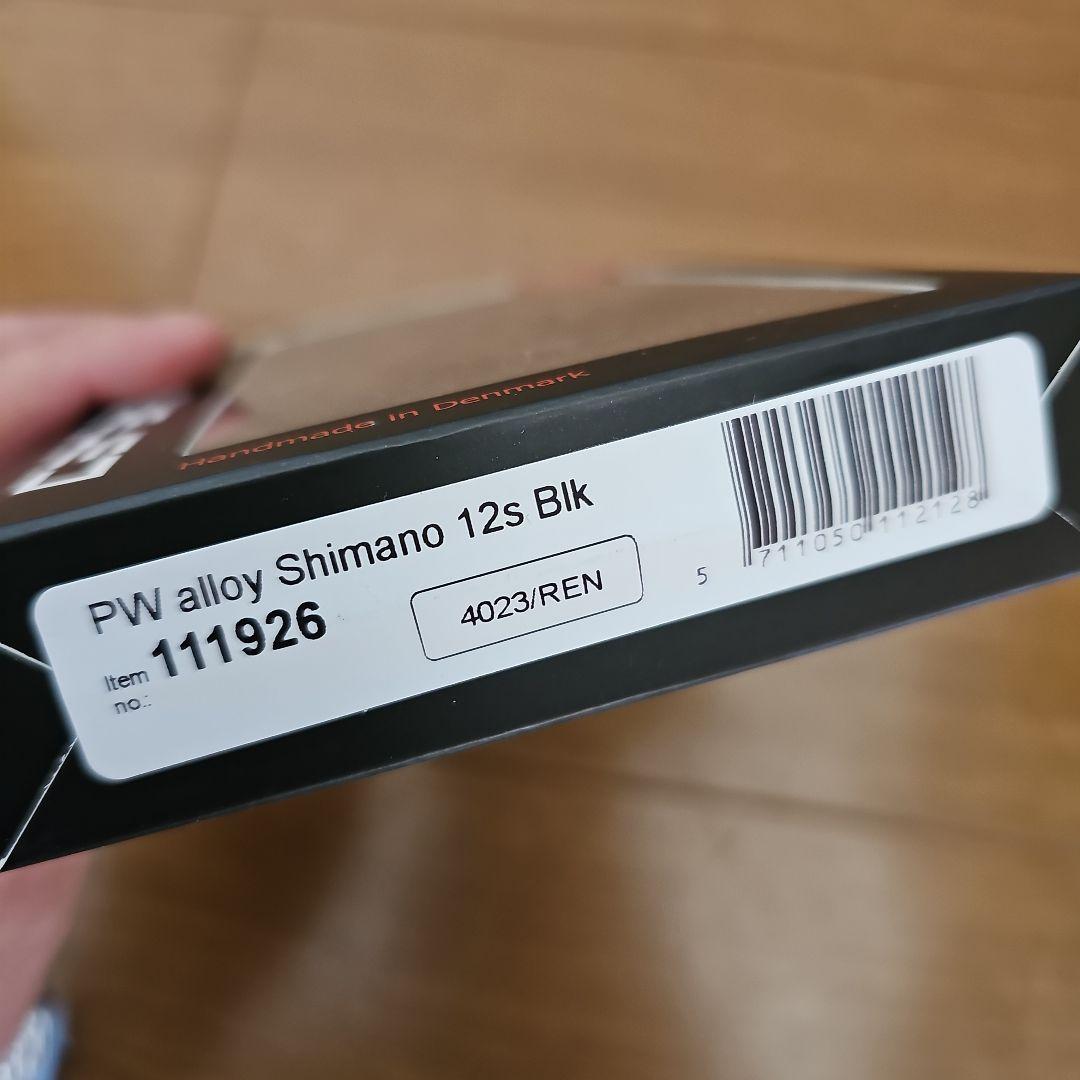 Handmade in Denmark
PW alloy Shimano 12s Blk
Item no.: 111926
4023/REN
5 711050 112128